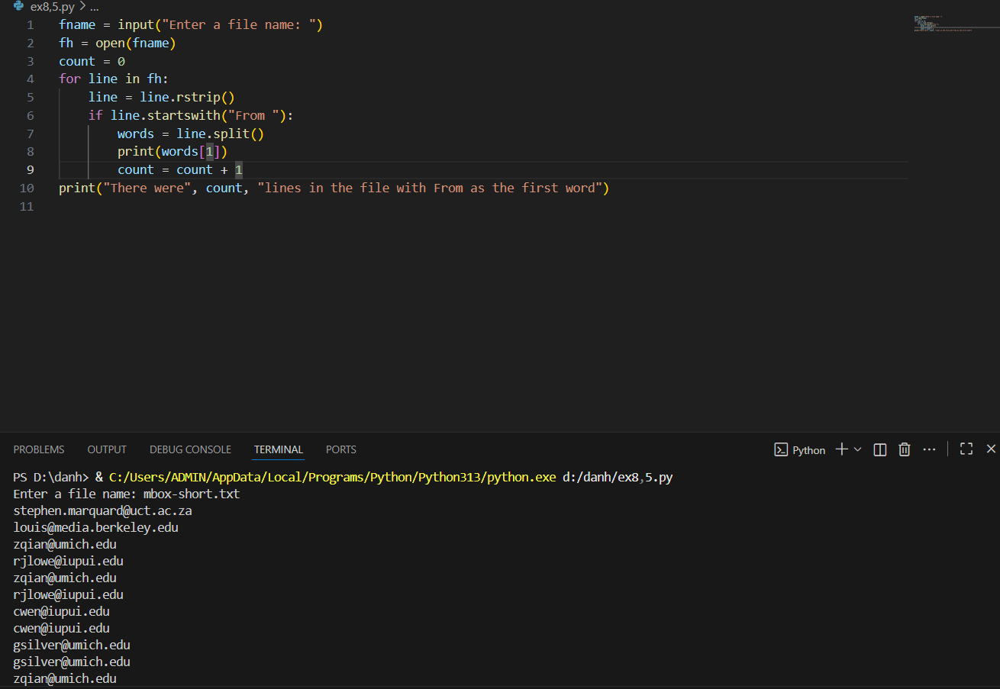 ex8,5.py > ...
1 fname = input("Enter a file name: ")
2 fh = open(fname)
3 count = 0
4 for line in fh:
5     line = line.rstrip()
6     if line.startswith("From "):
7         words = line.split()
8         print(words[1])
9         count = count + 1
10 print("There were", count, "lines in the file with From as the first word")
11
PROBLEMS OUTPUT DEBUG CONSOLE TERMINAL PORTS Python
PS D:\danh> & C:/Users/ADMIN/AppData/Local/Programs/Python/Python313/python.exe d:/danh/ex8,5.py
Enter a file name: mbox-short.txt
stephen.marquard@uct.ac.za
louis@media.berkeley.edu
zqian@umich.edu
rjlowe@iupui.edu
zqian@umich.edu
rjlowe@iupui.edu
cwen@iupui.edu
cwen@iupui.edu
gsilver@umich.edu
gsilver@umich.edu
zqian@umich.edu